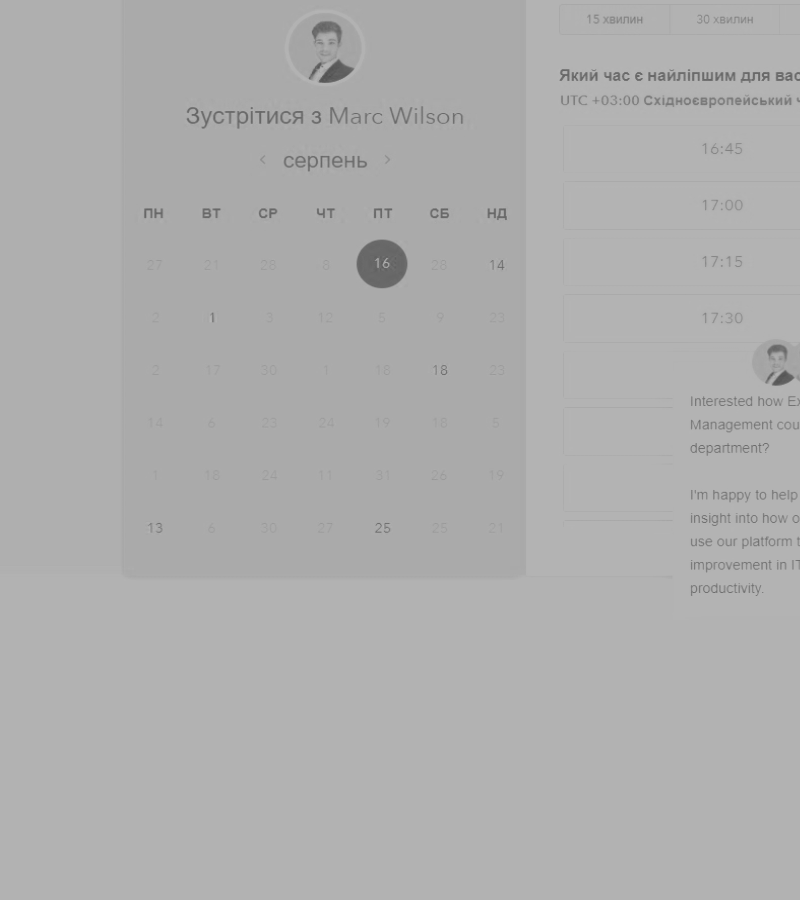 15 хвилин 30 хвилин
Який час є найліпшим для вас
UTC +03:00 Східноєвропейський ч
16:45
17:00
17:15
17:30
Зустрітися з Marc Wilson
< серпень >
ПН ВТ СР ЧТ ПТ СБ НД
27 21 28 8 16 28 14
2 1 3 12 5 9 23
2 17 30 1 18 18 23
14 6 23 24 19 18 5
1 18 24 11 31 26 19
13 6 30 27 25 25 21
Interested how Ex
Management cou
department?
I'm happy to help
insight into how o
use our platform t
improvement in IT
productivity.